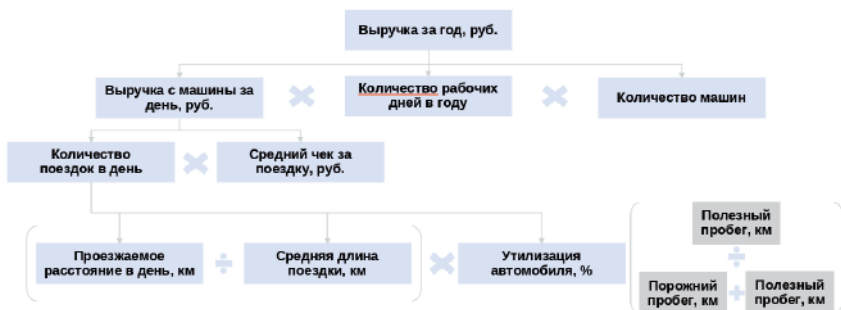 Выручка за год, руб.
Выручка с машины за
день, руб.
Количество рабочих
дней в году
Количество машин
Количество
поездок в день
Средний чек за
поездку, руб.
Проезжаемое
расстояние в день, км
Средняя длина
поездки, км
Утилизация
автомобиля, %
Полезный
пробег, км
Порожний
пробег, км
Полезный
пробег, км